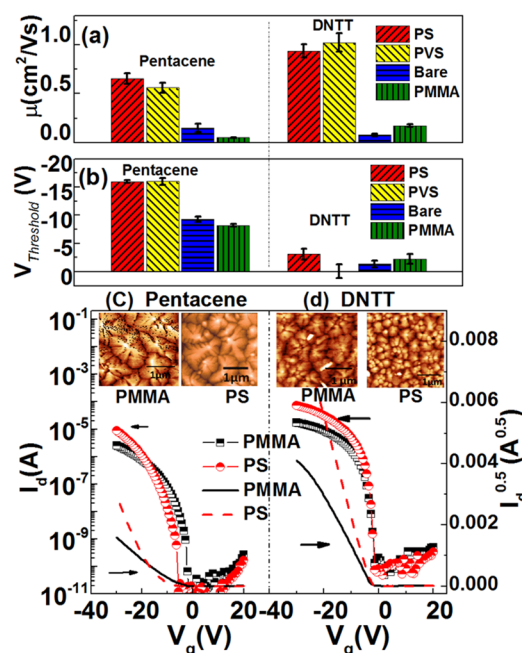 (a)
Pentacene
DNTT
PS
PVS
Bare
PMMA
μ(cm²/Vs)
1.0
0.5
0.0
(b)
Pentacene
DNTT
PS
PVS
Bare
PMMA
V_Threshold (V)
-20
-15
-10
-5
0
(C) Pentacene
(d) DNTT
1μm
1μm
1μm
1μm
PMMA
PS
PMMA
PS
PMMA
PS
PMMA
PS
I_d(A)
10⁻¹
10⁻³
10⁻⁵
10⁻⁷
10⁻⁹
10⁻¹¹
I_d^0.5 (A^0.5)
0.008
0.006
0.004
0.002
0.000
-40 -20 0 20 -40 -20 0 20
V_g(V)
V_g(V)